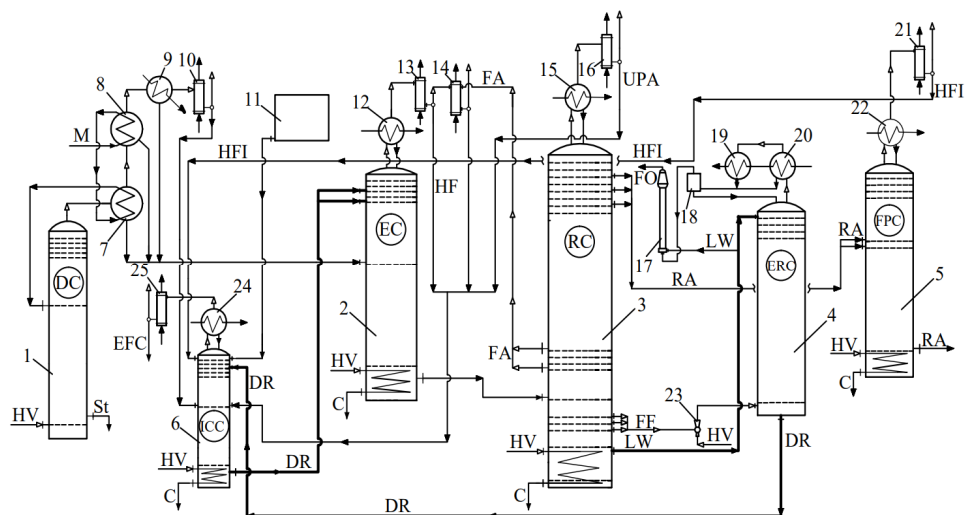 21
9
10
13
14
FA
15
16
UPA
8
11
12
HFI
22
M
19
20
HFI
HFI
HF
FO
EC
RC
18
FPC
RA
7
LW
ERC
DC
17
25
24
RA
2
3
4
5
1
EFC
FA
HV
HV
RA
DR
C
C
St
6
23
HV
ICC
FF
HV
HV
DR
HV
LW
DR
C
C
DR